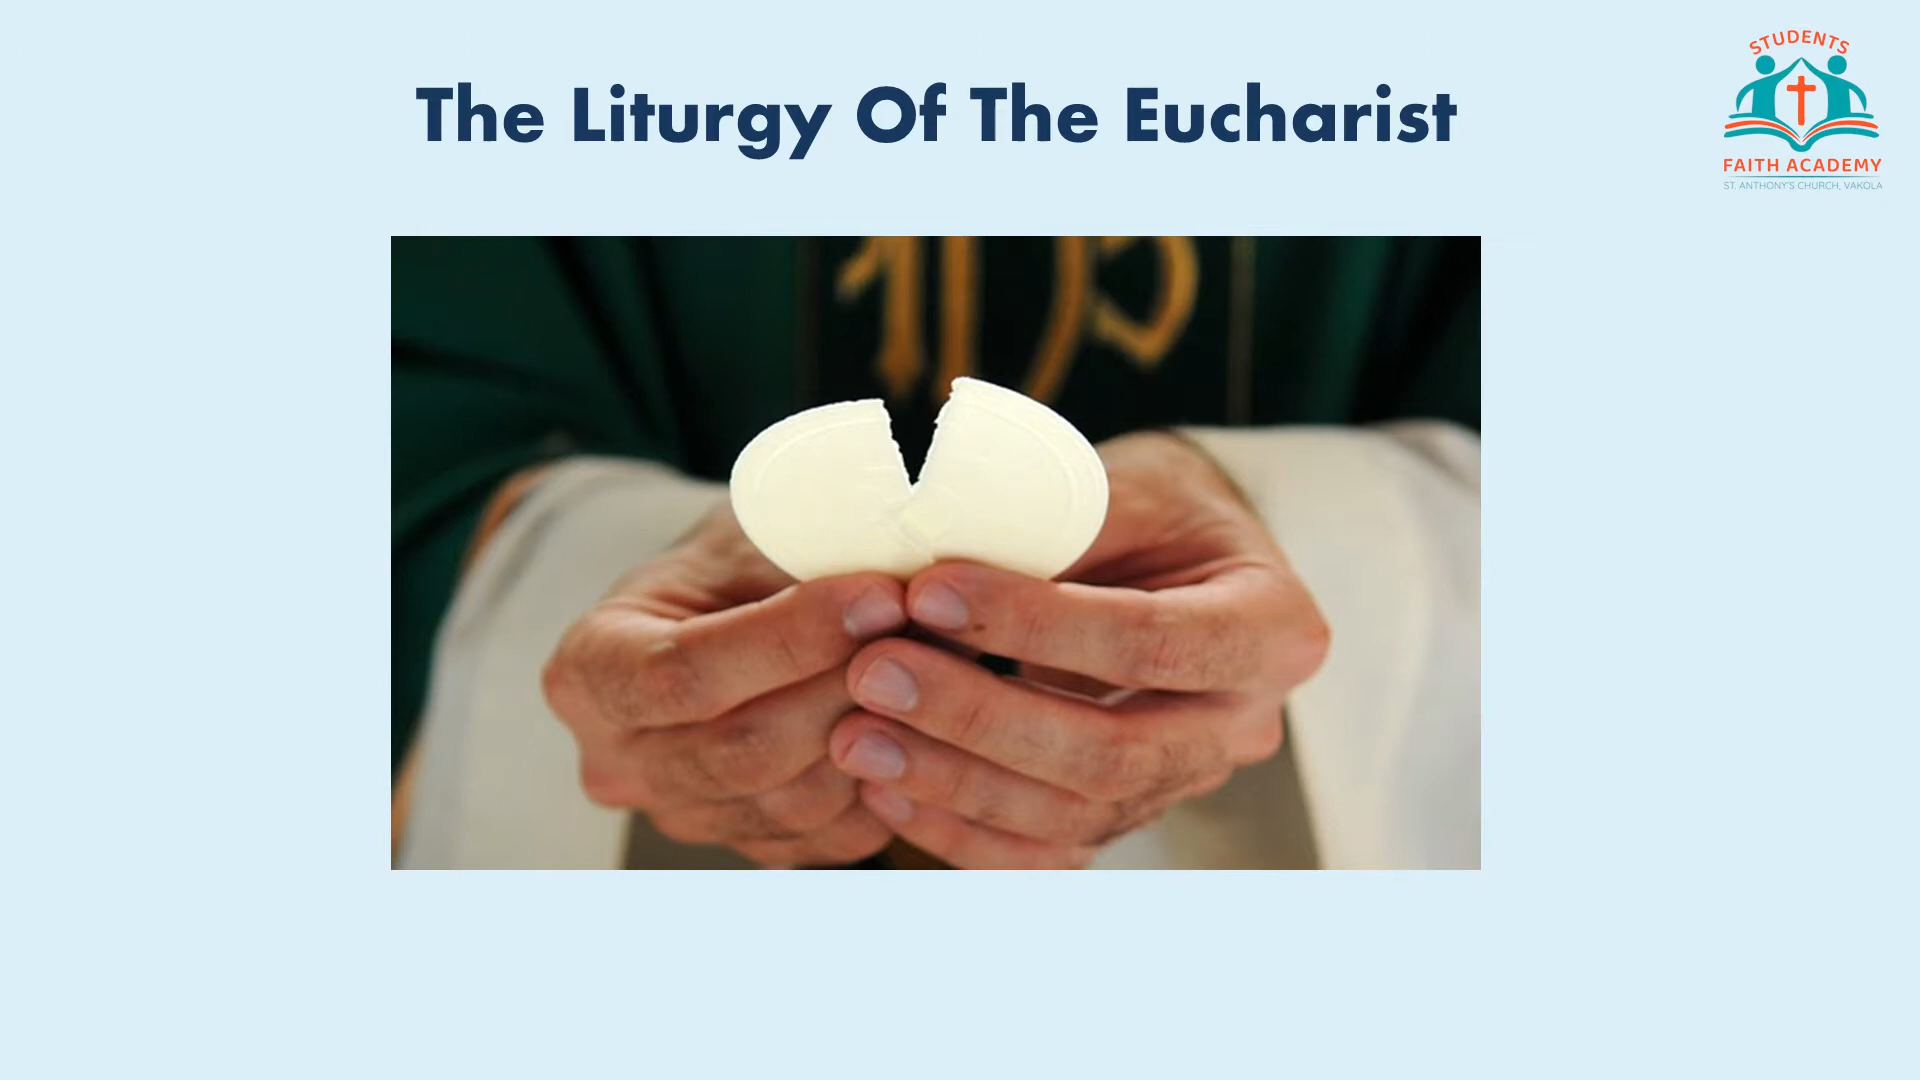 The Liturgy Of The Eucharist
STUDENTS
FAITH ACADEMY
ST. ANTHONY'S CHURCH, VAKOLA